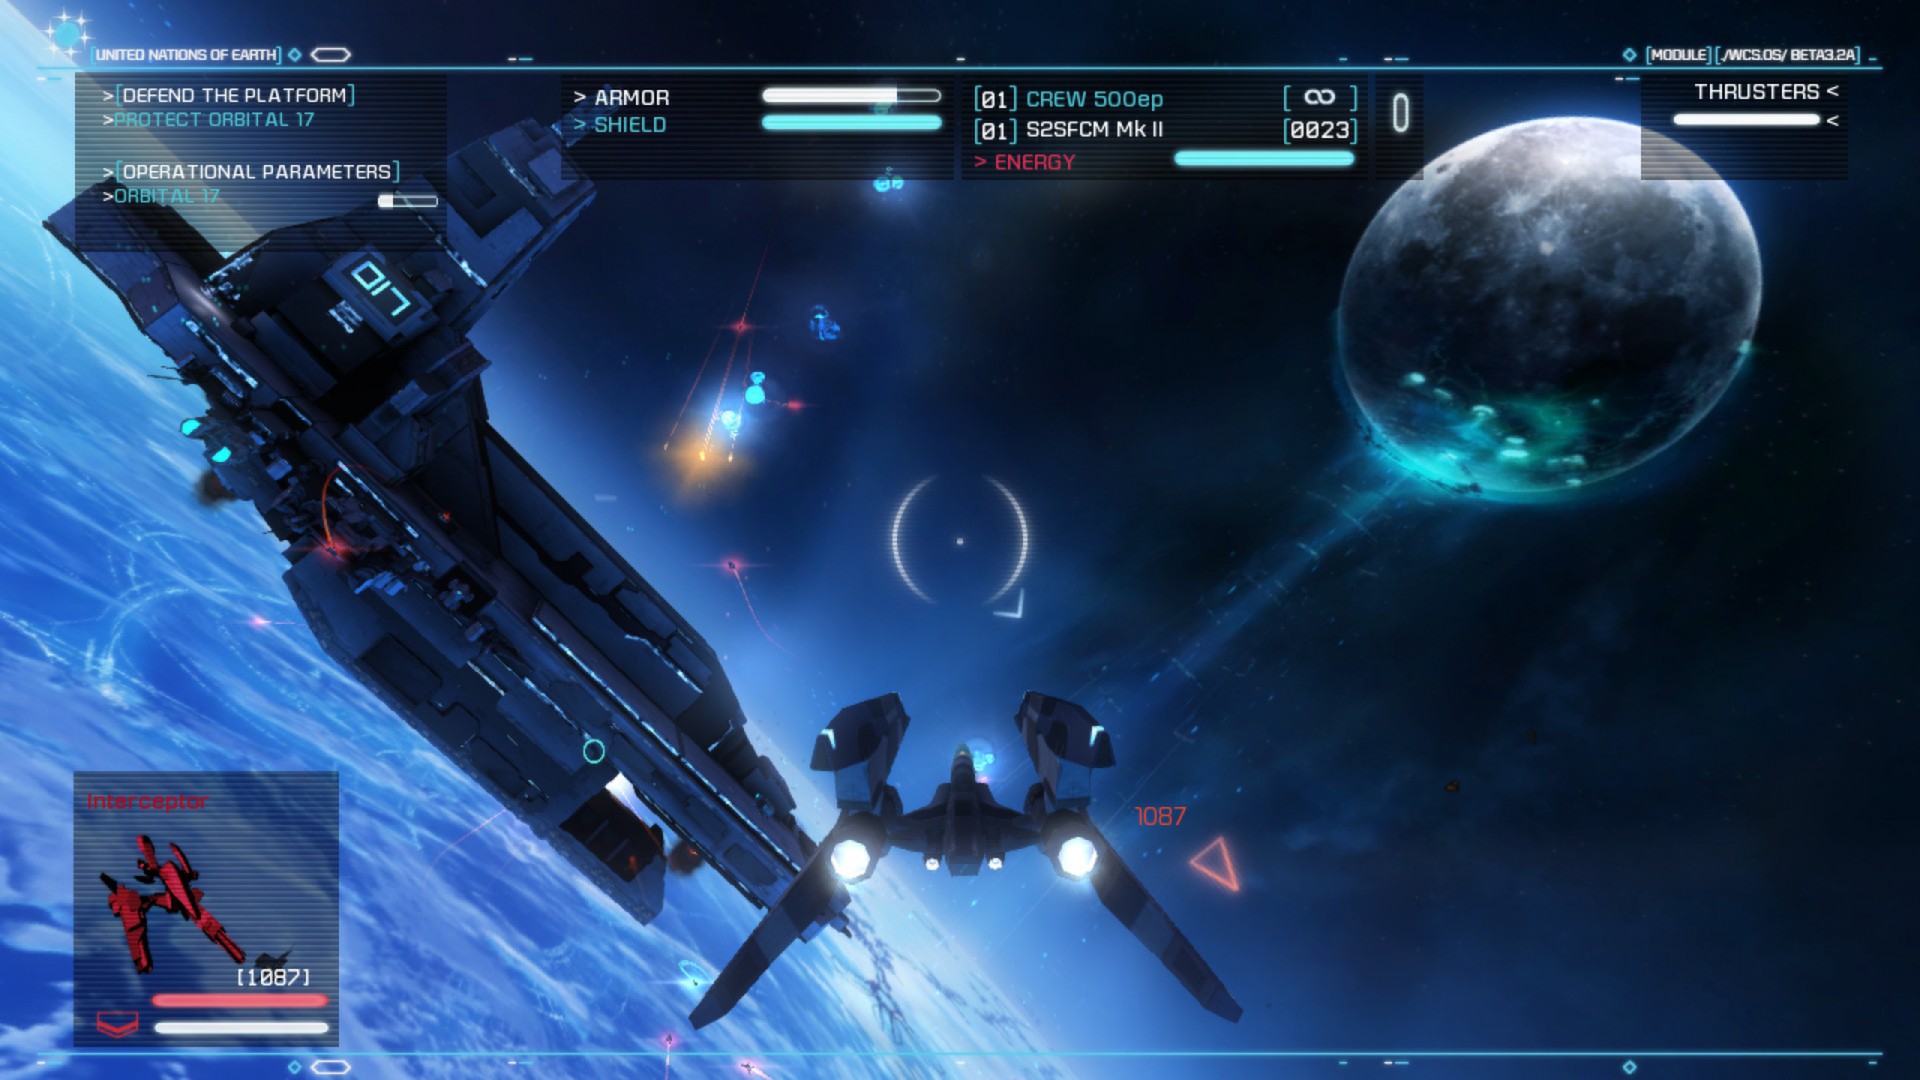 [UNITED NATIONS OF EARTH]
[MODULE][./WCS.OS/ BETA3.2A]
>[DEFEND THE PLATFORM]
>PROTECT ORBITAL 17
>[OPERATIONAL PARAMETERS]
>ORBITAL 17
> ARMOR
> SHIELD
[01] CREW 500ep [ ∞ ]
[01] S2SFCM Mk II [0023]
> ENERGY
0
THRUSTERS <
<
017
1087
Interceptor
[1087]